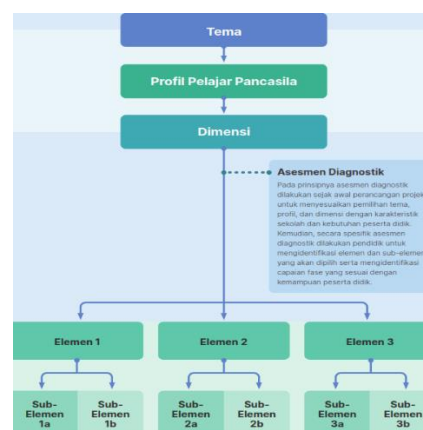 Tema
Profil Pelajar Pancasila
Dimensi
Asesmen Diagnostik
Pada prinsipnya asesmen diagnostik
dilakukan sejak awal perancangan projek
untuk menyesuaikan pemilihan tema,
profil, dan dimensi dengan karakteristik
sekolah dan kebutuhan peserta didik.
Kemudian, secara spesifik asesmen
diagnostik dilakukan pendidik untuk
mengidentifikasi elemen dan sub-elemen
yang akan dipilih serta mengidentifikasi
capaian fase yang sesuai dengan
kemampuan peserta didik.
Elemen 1
Elemen 2
Elemen 3
Sub-
Elemen
1a
Sub-
Elemen
1b
Sub-
Elemen
2a
Sub-
Elemen
2b
Sub-
Elemen
3a
Sub-
Elemen
3b